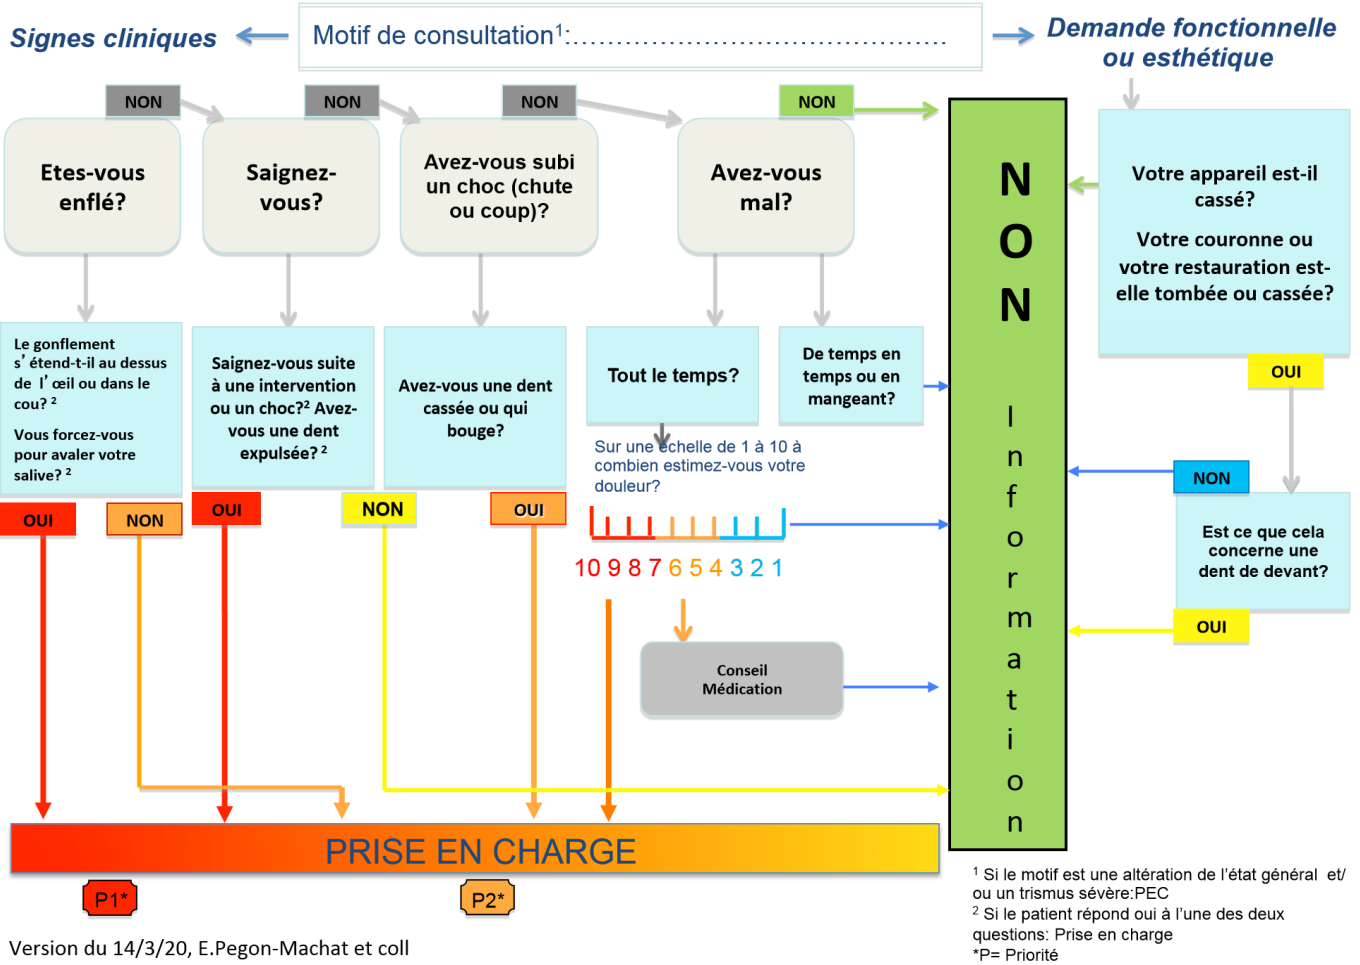 Signes cliniques
Motif de consultation¹:………………………………………
Demande fonctionnelle
ou esthétique
NON
NON
NON
NON
Etes-vous
enflé?
Saignez-
vous?
Avez-vous subi
un choc (chute
ou coup)?
Avez-vous
mal?
Votre appareil est-il
cassé?
Votre couronne ou
votre restauration est-
elle tombée ou cassée?
OUI
Le gonflement
s’ étend-t-il au dessus
de l’ œil ou dans le
cou? ²
Vous forcez-vous
pour avaler votre
salive? ²
OUI
NON
Saignez-vous suite
à une intervention
ou un choc?² Avez-
vous une dent
expulsée? ²
OUI
Avez-vous une dent
cassée ou qui
bouge?
NON
OUI
Tout le temps?
De temps en
temps ou en
mangeant?
Sur une échelle de 1 à 10 à
combien estimez-vous votre
douleur?
10 9 8 7 6 5 4 3 2 1
Conseil
Médication
NON
Information
NON
Est ce que cela
concerne une
dent de devant?
OUI
PRISE EN CHARGE
P1*
P2*
¹ Si le motif est une altération de l’état général et/
ou un trismus sévère:PEC
² Si le patient répond oui à l’une des deux
questions: Prise en charge
*P= Priorité
Version du 14/3/20, E.Pegon-Machat et coll